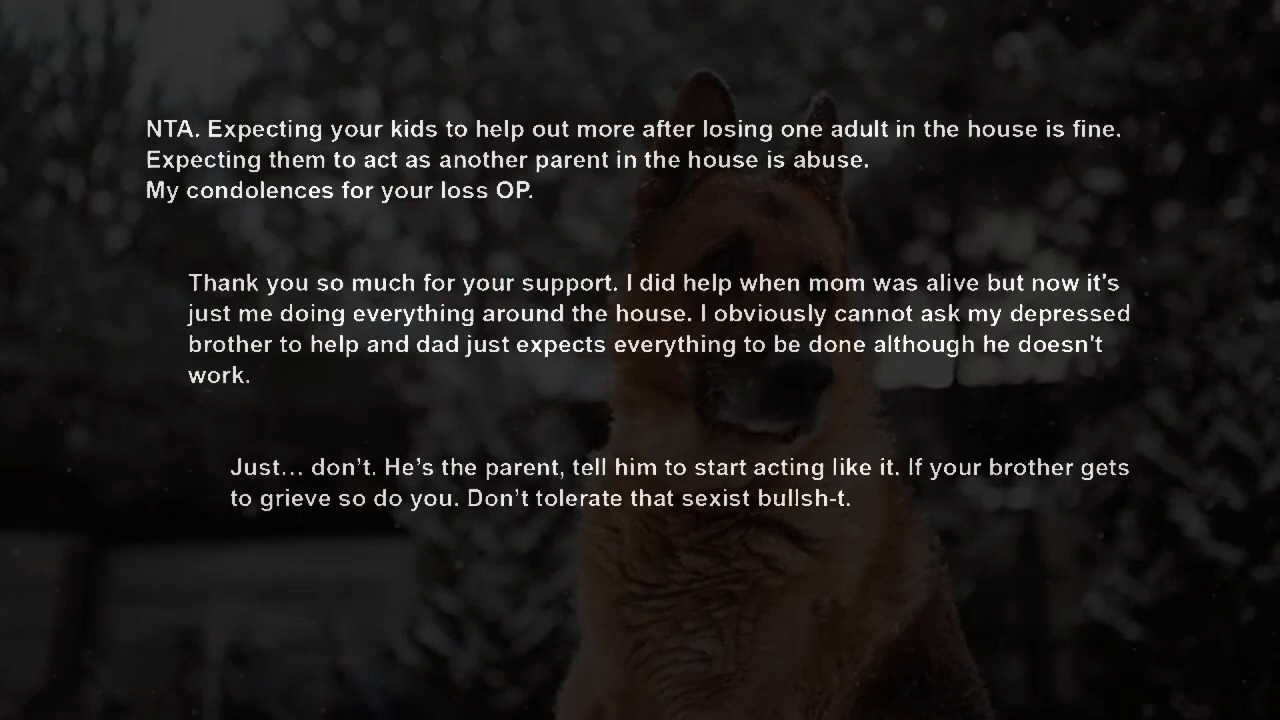 NTA. Expecting your kids to help out more after losing one adult in the house is fine.
Expecting them to act as another parent in the house is abuse.
My condolences for your loss OP.
Thank you so much for your support. I did help when mom was alive but now it's
just me doing everything around the house. I obviously cannot ask my depressed
brother to help and dad just expects everything to be done although he doesn't
work.
Just... don’t. He’s the parent, tell him to start acting like it. If your brother gets
to grieve so do you. Don’t tolerate that sexist bullsh-t.